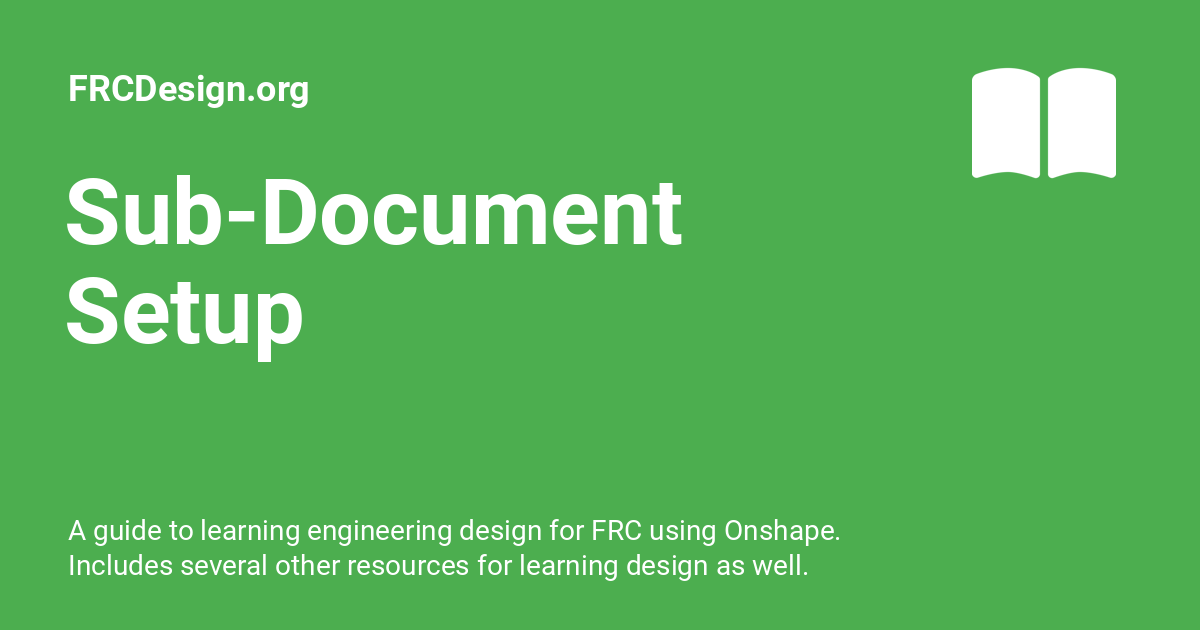 FRCDesign.org
Sub-Document
Setup
A guide to learning engineering design for FRC using Onshape.
Includes several other resources for learning design as well.